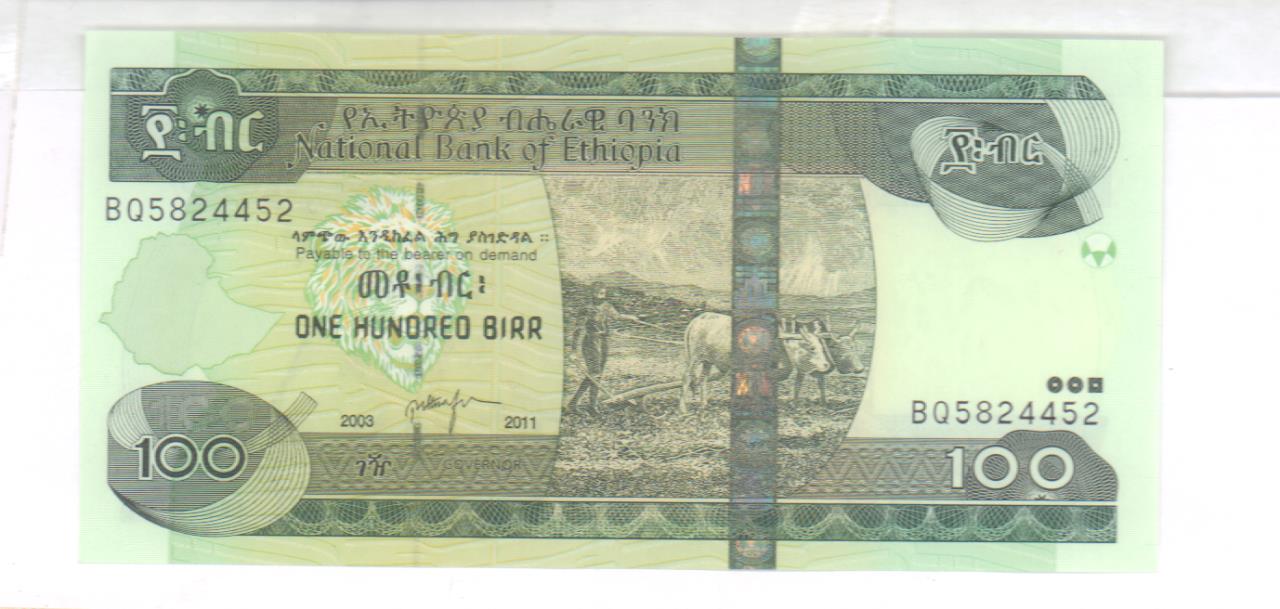 ፻፡ብር
የኢትዮጵያ ብሔራዊ ባንክ
National Bank of Ethiopia
፻፡ብር
BQ5824452
ላምጭው እንዲከፈል ሕግ ያስገድዳል ።
Payable to the bearer on demand
መቶ፡ብር፡
ONE HUNDRED BIRR
BQ5824452
2003 2011
100
ገዥ GOVERNOR
100